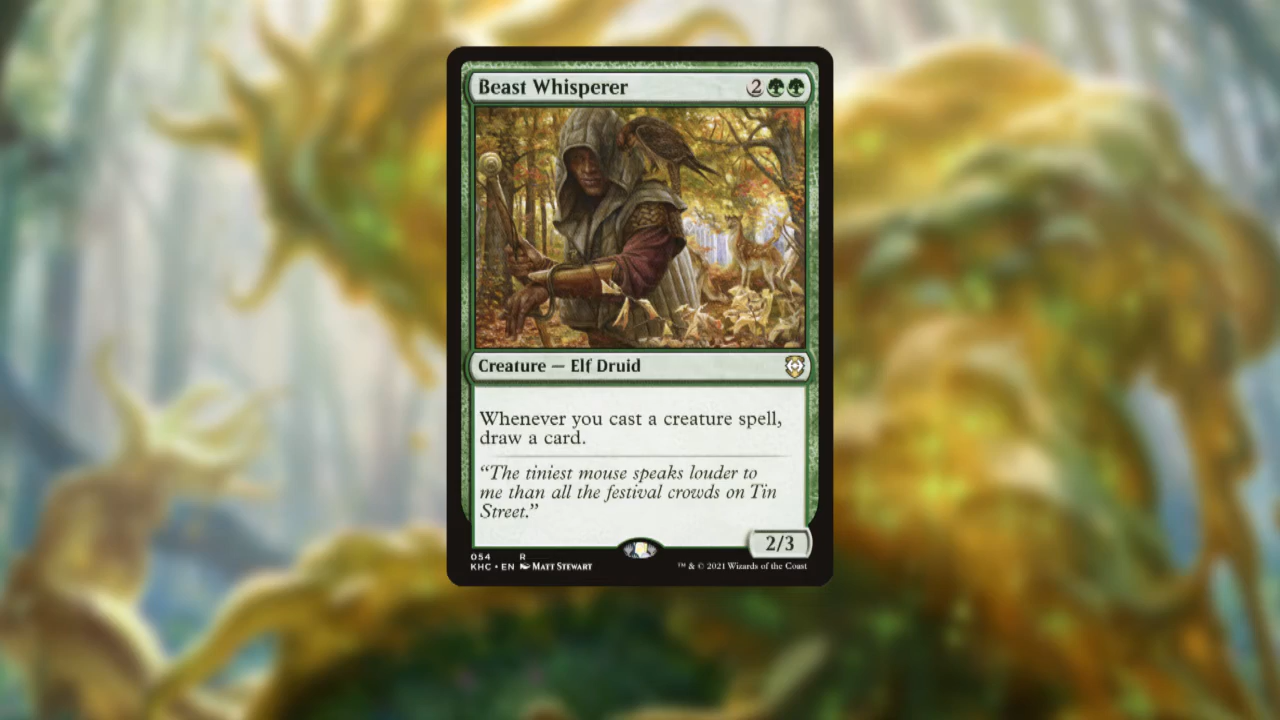 Beast Whisperer 2
Creature — Elf Druid
Whenever you cast a creature spell,
draw a card.
“The tiniest mouse speaks louder to
me than all the festival crowds on Tin
Street.”
2/3
054 R
KHC • EN Matt Stewart
™ & © 2021 Wizards of the Coast